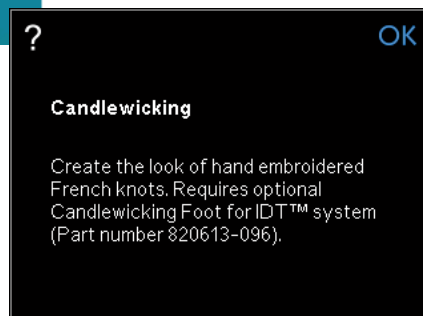 ? OK
Candlewicking
Create the look of hand embroidered
French knots. Requires optional
Candlewicking Foot for IDT™ system
(Part number 820613-096).